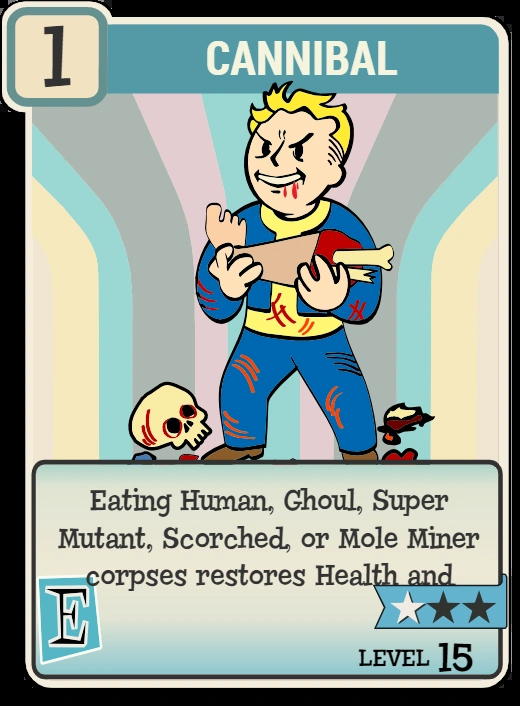 1
CANNIBAL
Eating Human, Ghoul, Super
Mutant, Scorched, or Mole Miner
corpses restores Health and
E
LEVEL 15